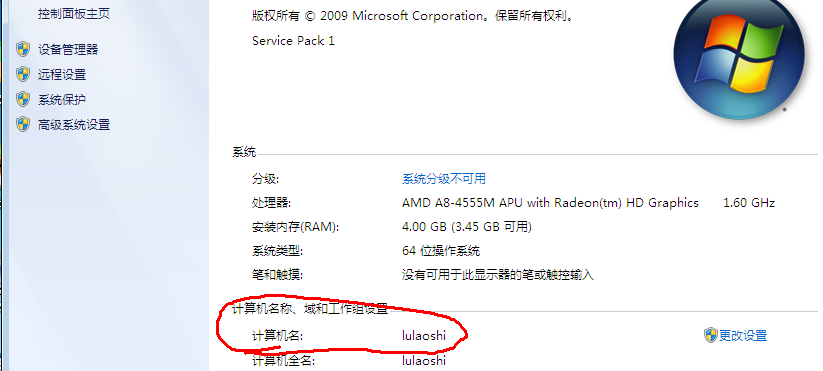 控制面板主页
设备管理器
远程设置
系统保护
高级系统设置
版权所有 © 2009 Microsoft Corporation。保留所有权利。
Service Pack 1
系统
分级: 系统分级不可用
处理器: AMD A8-4555M APU with Radeon(tm) HD Graphics 1.60 GHz
安装内存(RAM): 4.00 GB (3.45 GB 可用)
系统类型: 64 位操作系统
笔和触摸: 没有可用于此显示器的笔或触控输入
计算机名称、域和工作组设置
计算机名: lulaoshi 更改设置
计算机全名: lulaoshi